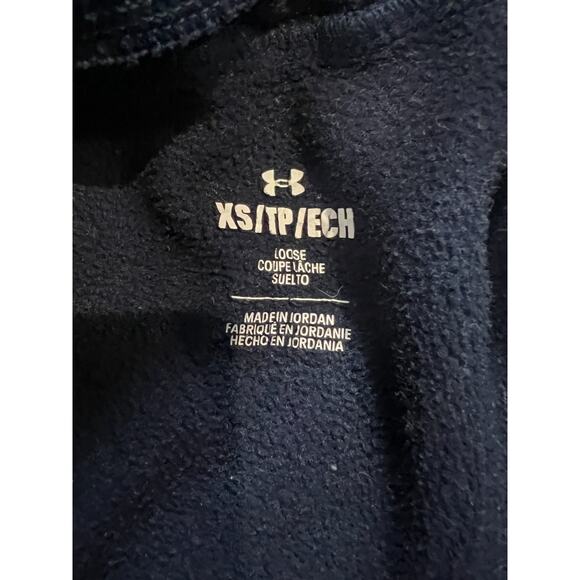 XS/TP/ECH
LOOSE
COUPE LÂCHE
SUELTO
MADE IN JORDAN
FABRIQUÉ EN JORDANIE
HECHO EN JORDANIA